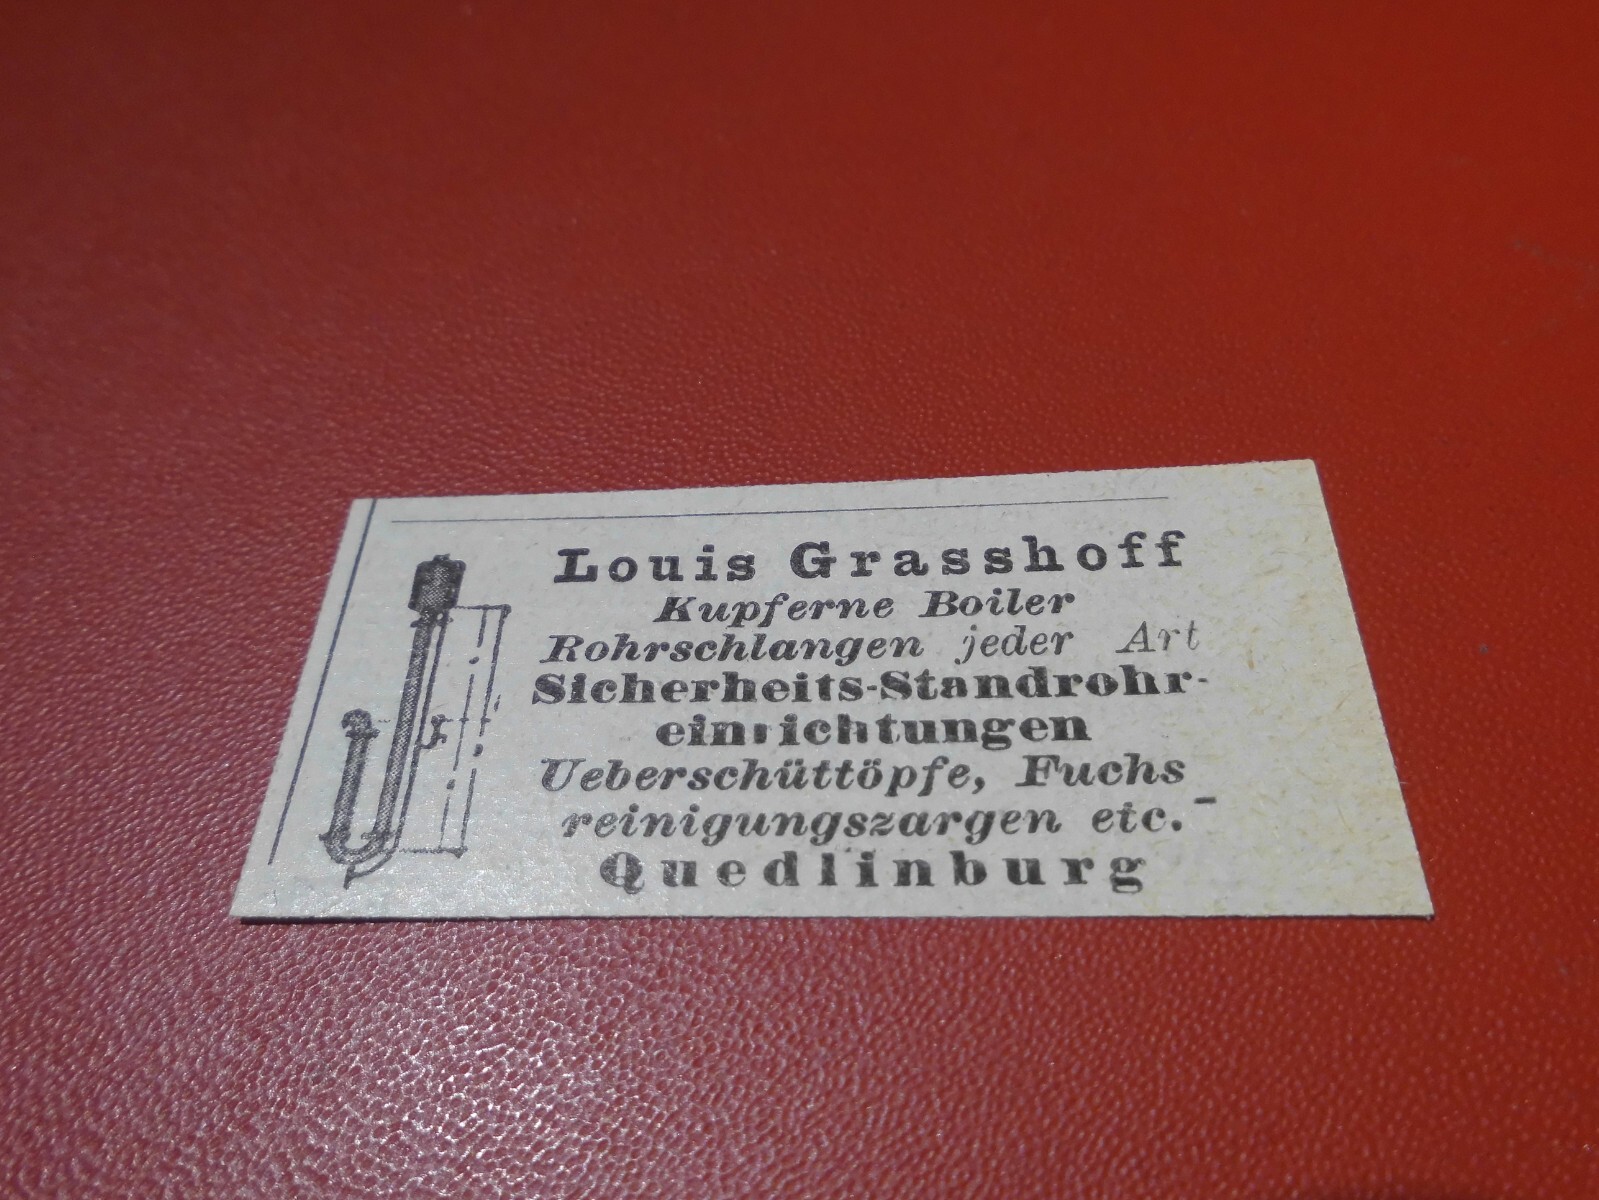 Louis Grasshoff
Kupferne Boiler
Rohrschlangen jeder Art
Sicherheits-Standrohr-
einrichtungen
Ueberschüttöpfe, Fuchs-
reinigungszargen etc.
Quedlinburg